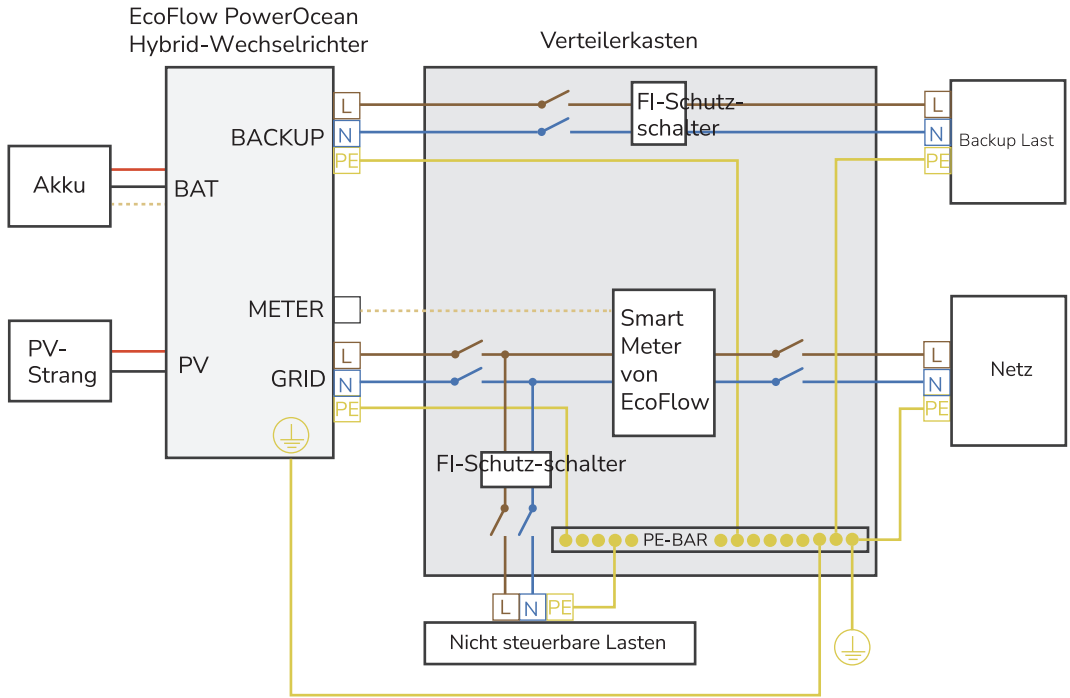 EcoFlow PowerOcean
Hybrid-Wechselrichter
Verteilerkasten
L
N
PE
BACKUP
FI-Schutz-
schalter
L
N
PE
Backup Last
Akku
BAT
METER
PV-
Strang
PV
L
N
PE
GRID
Smart
Meter
von
EcoFlow
L
N
PE
Netz
FI-Schutz-schalter
PE-BAR
L
N
PE
Nicht steuerbare Lasten